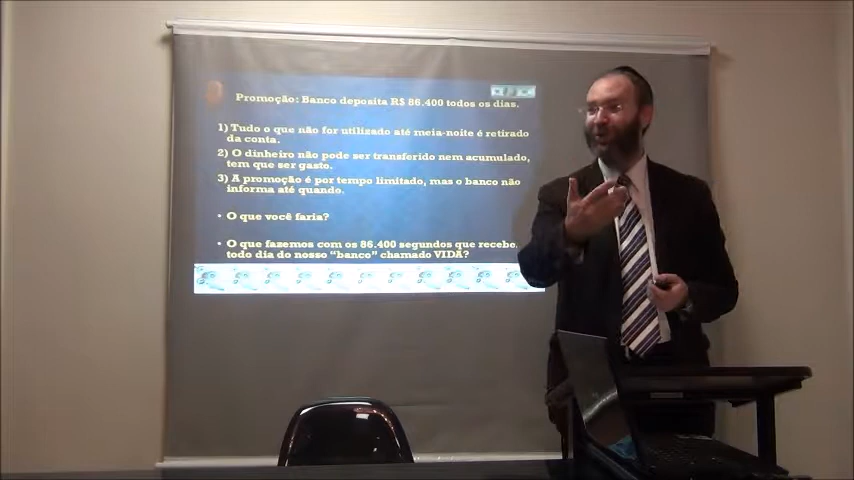 Promoção: Banco deposita R$ 86.400 todos os dias.
1) Tudo o que não for utilizado até meia-noite é retirado
da conta.
2) O dinheiro não pode ser transferido nem acumulado,
tem que ser gasto.
3) A promoção é por tempo limitado, mas o banco não
informa até quando.
• O que você faria?
• O que fazemos com os 86.400 segundos que recebe
todo dia do nosso “banco” chamado VIDA?